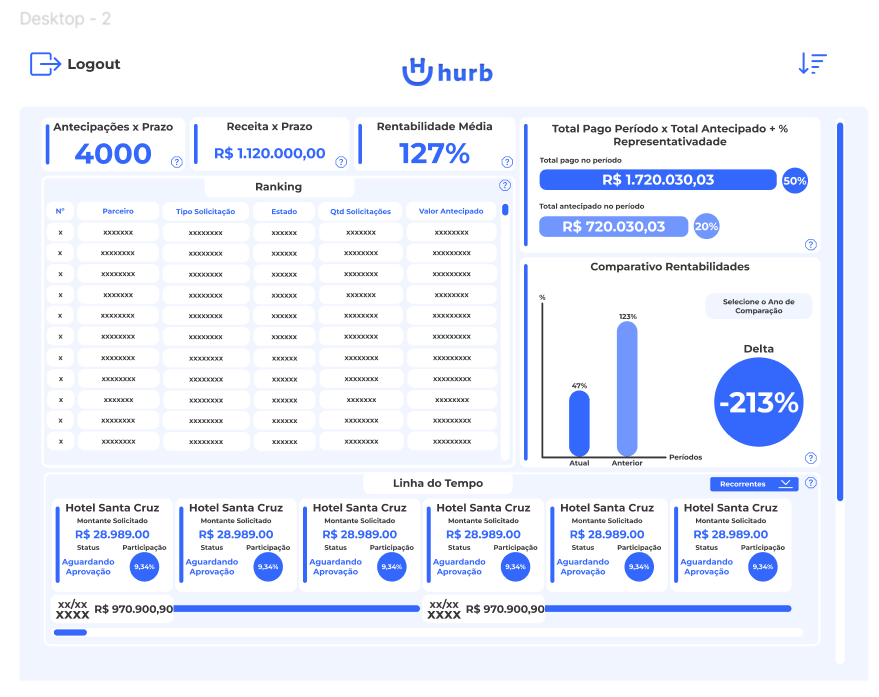 Desktop - 2
Logout
hurb
Antecipações x Prazo
4000
?
Receita x Prazo
R$ 1.120.000,00
?
Rentabilidade Média
127%
?
Total Pago Período x Total Antecipado + %
Representativadade
Total pago no período
R$ 1.720.030,03
50%
Total antecipado no período
R$ 720.030,03
20%
?
Ranking
?
Nº Parceiro Tipo Solicitação Estado Qtd Solicitações Valor Antecipado
x xxxxxxx xxxxxxxx xxxxxx xxxxxxx xxxxxxxx
x xxxxxxxx xxxxxxxx xxxxxx xxxxxxxx xxxxxxxxx
x xxxxxxxx xxxxxxxx xxxxxx xxxxxxxx xxxxxxxxx
x xxxxxxx xxxxxxxx xxxxxx xxxxxxx xxxxxxxx
x xxxxxxxx xxxxxxxx xxxxxx xxxxxxxx xxxxxxxxx
x xxxxxxxx xxxxxxxx xxxxxx xxxxxxxx xxxxxxxxx
x xxxxxxxx xxxxxxxx xxxxxx xxxxxxxx xxxxxxxxx
x xxxxxxxx xxxxxxxx xxxxxx xxxxxxxx xxxxxxxxx
x xxxxxxx xxxxxxxx xxxxxx xxxxxxx xxxxxxxx
x xxxxxxxx xxxxxxxx xxxxxx xxxxxxxx xxxxxxxxx
x xxxxxxxx xxxxxxxx xxxxxx xxxxxxxx xxxxxxxxx
Comparativo Rentabilidades
%
123%
47%
Atual
Anterior
Períodos
Selecione o Ano de
Comparação
Delta
-213%
?
Linha do Tempo
Recorrentes
?
Hotel Santa Cruz
Montante Solicitado
R$ 28.989.00
Status Participação
Aguardando
Aprovação
9,34%
Hotel Santa Cruz
Montante Solicitado
R$ 28.989.00
Status Participação
Aguardando
Aprovação
9,34%
Hotel Santa Cruz
Montante Solicitado
R$ 28.989.00
Status Participação
Aguardando
Aprovação
9,34%
Hotel Santa Cruz
Montante Solicitado
R$ 28.989.00
Status Participação
Aguardando
Aprovação
9,34%
Hotel Santa Cruz
Montante Solicitado
R$ 28.989.00
Status Participação
Aguardando
Aprovação
9,34%
Hotel Santa Cruz
Montante Solicitado
R$ 28.989.00
Status Participação
Aguardando
Aprovação
9,34%
xx/xx
XXXX
R$ 970.900,90
xx/xx
XXXX
R$ 970.900,90